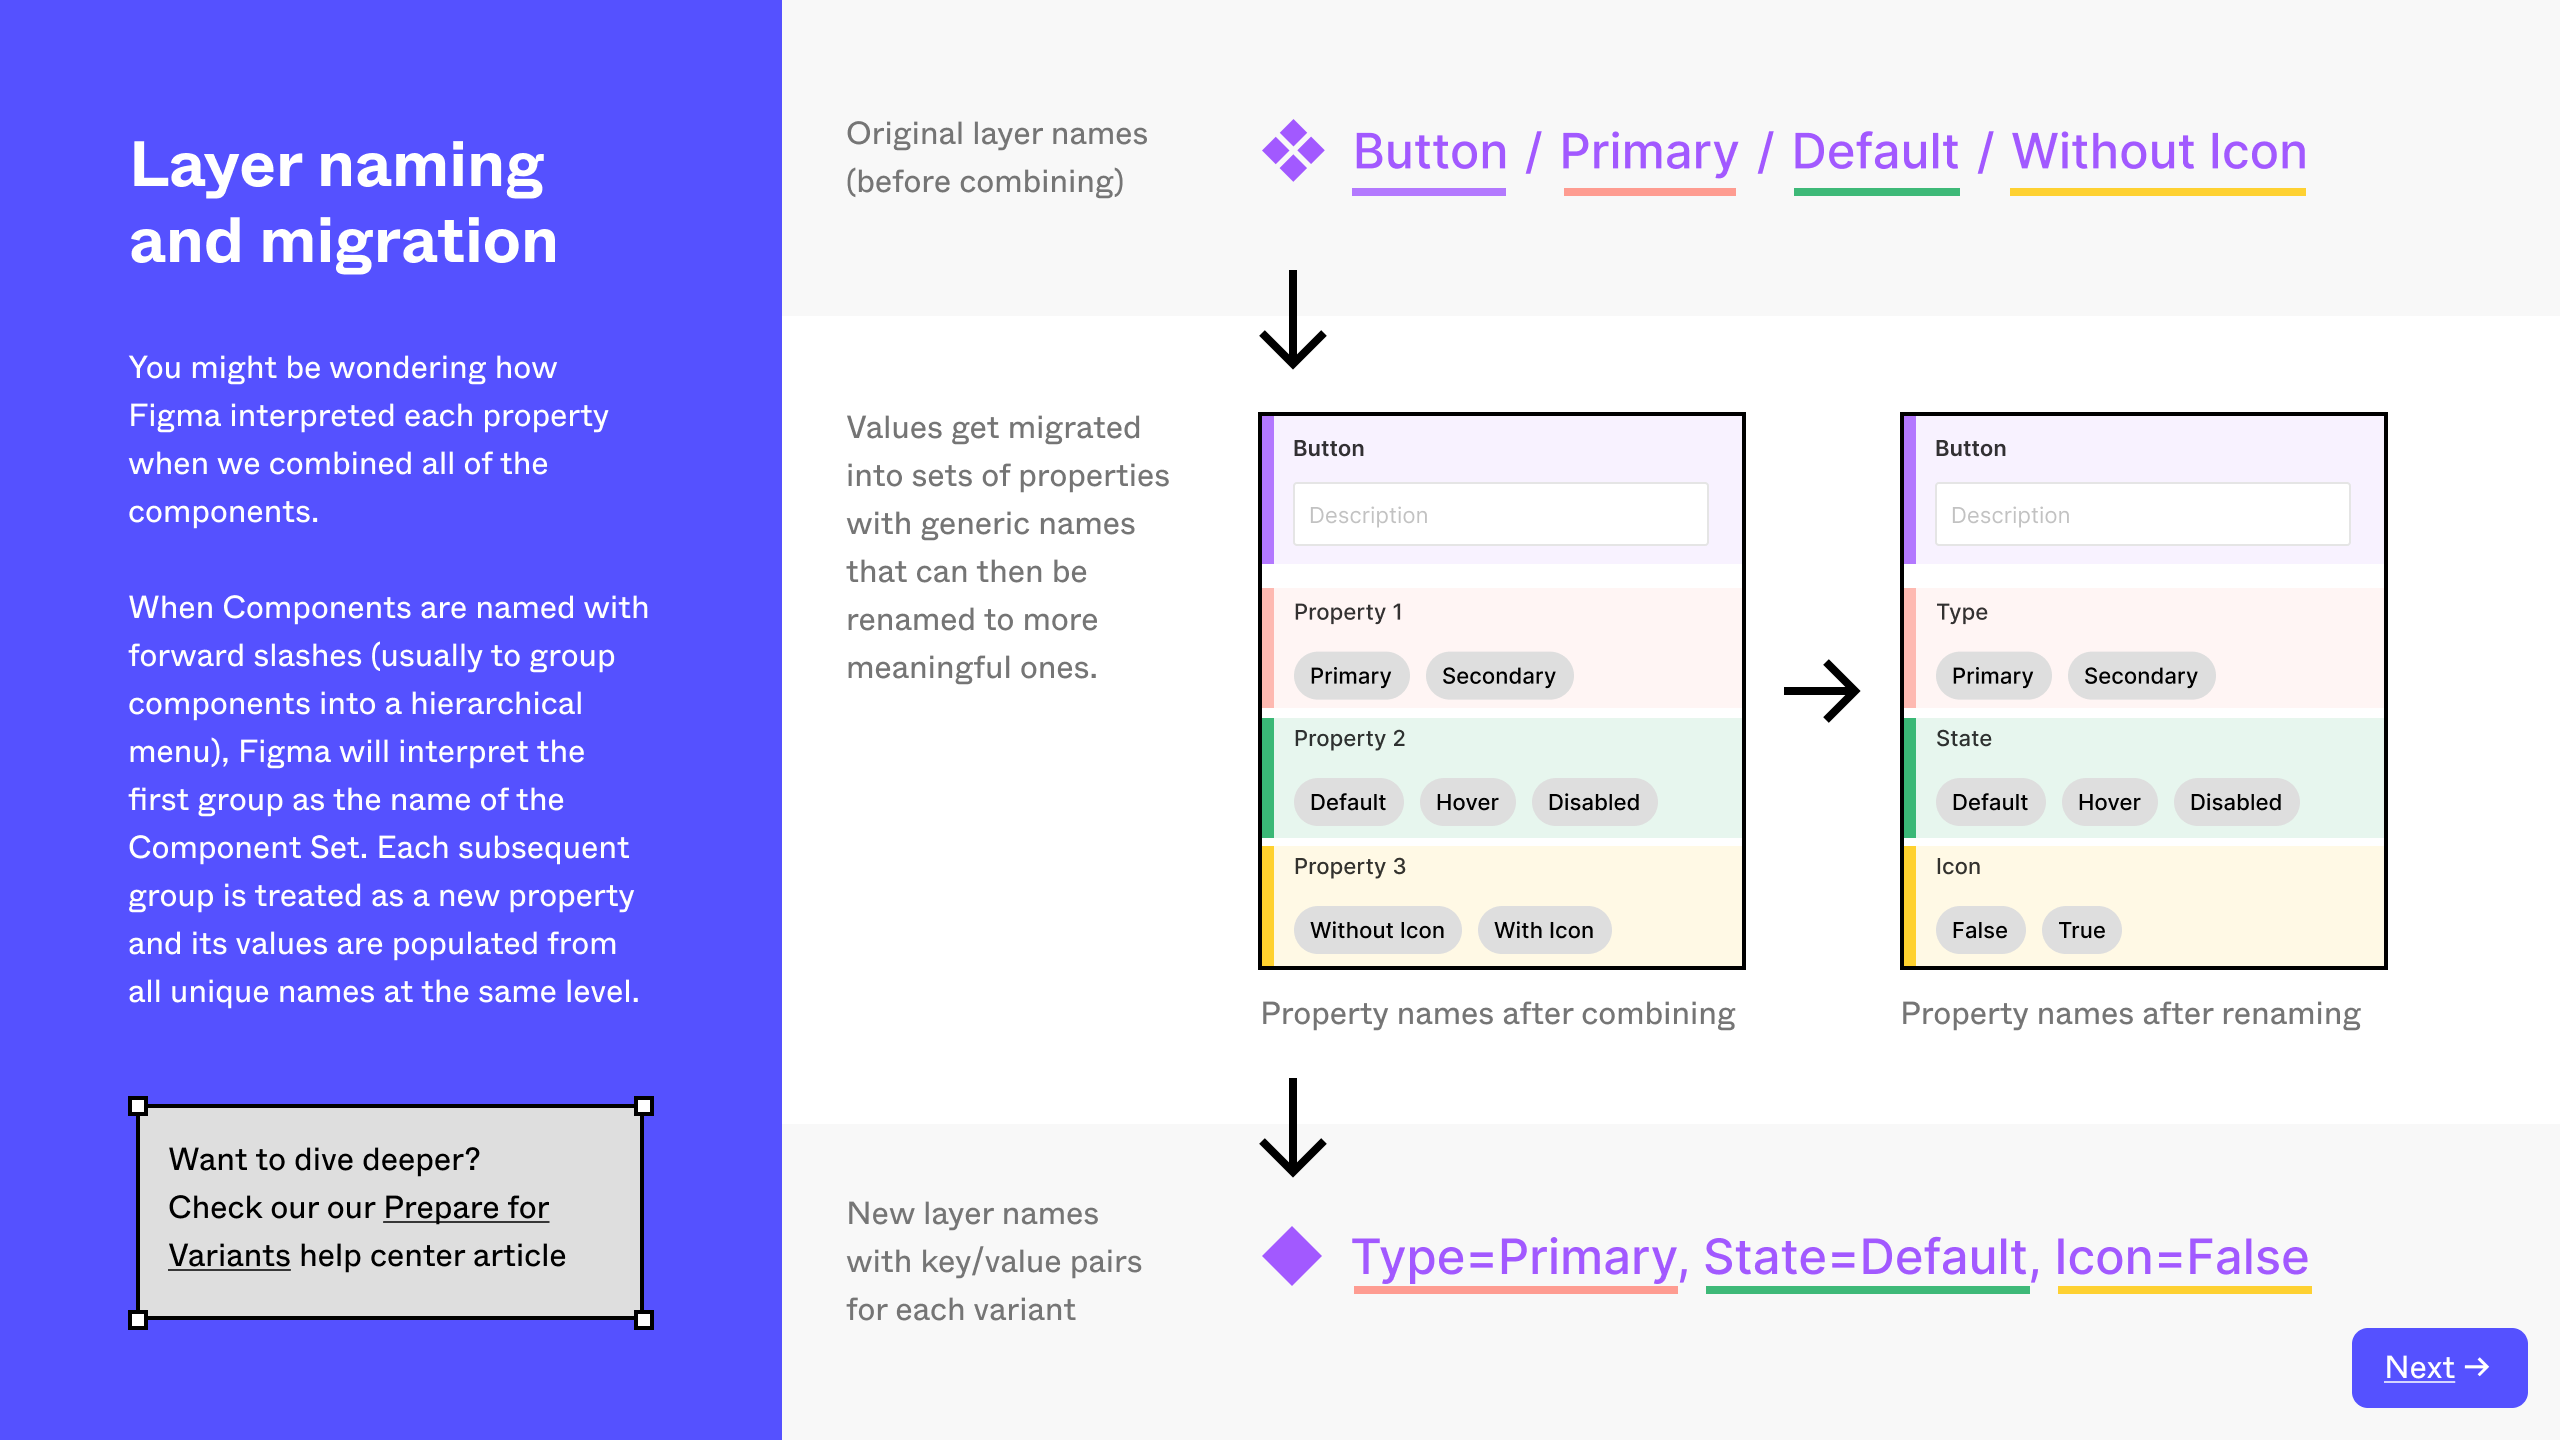 Layer naming
and migration
You might be wondering how
Figma interpreted each property
when we combined all of the
components.
When Components are named with
forward slashes (usually to group
components into a hierarchical
menu), Figma will interpret the
first group as the name of the
Component Set. Each subsequent
group is treated as a new property
and its values are populated from
all unique names at the same level.
Want to dive deeper?
Check our our Prepare for
Variants help center article
Original layer names
(before combining)
Button / Primary / Default / Without Icon
Values get migrated
into sets of properties
with generic names
that can then be
renamed to more
meaningful ones.
Button
Description
Property 1
Primary Secondary
Property 2
Default Hover Disabled
Property 3
Without Icon With Icon
Property names after combining
Button
Description
Type
Primary Secondary
State
Default Hover Disabled
Icon
False True
Property names after renaming
New layer names
with key/value pairs
for each variant
Type=Primary, State=Default, Icon=False
Next →